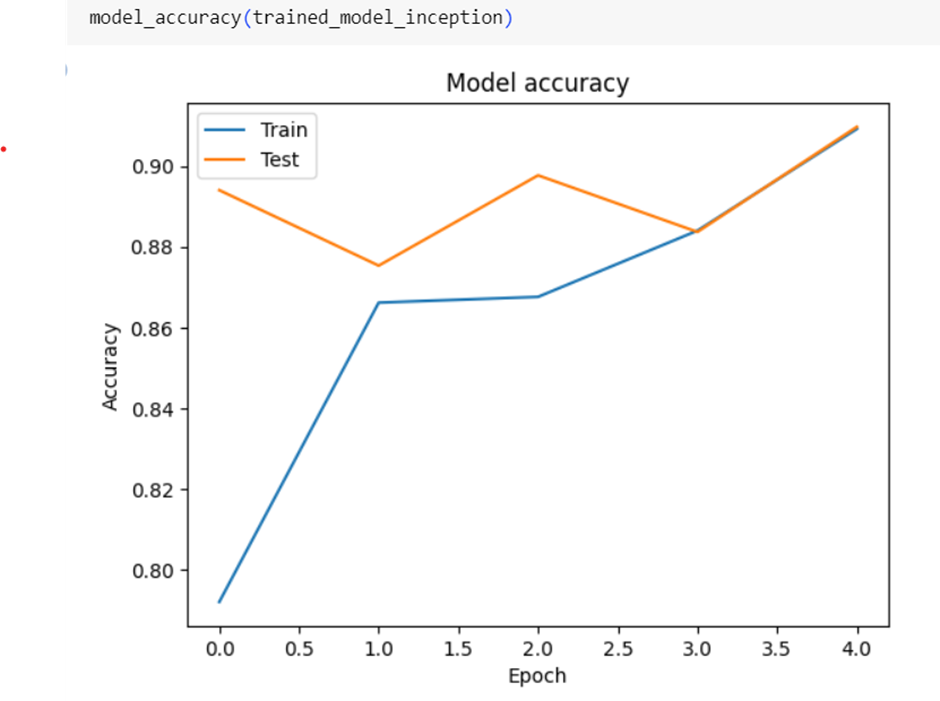 model_accuracy(trained_model_inception)
Model accuracy
Train
Test
0.90
0.88
0.86
0.84
0.82
0.80
Accuracy
0.0 0.5 1.0 1.5 2.0 2.5 3.0 3.5 4.0
Epoch